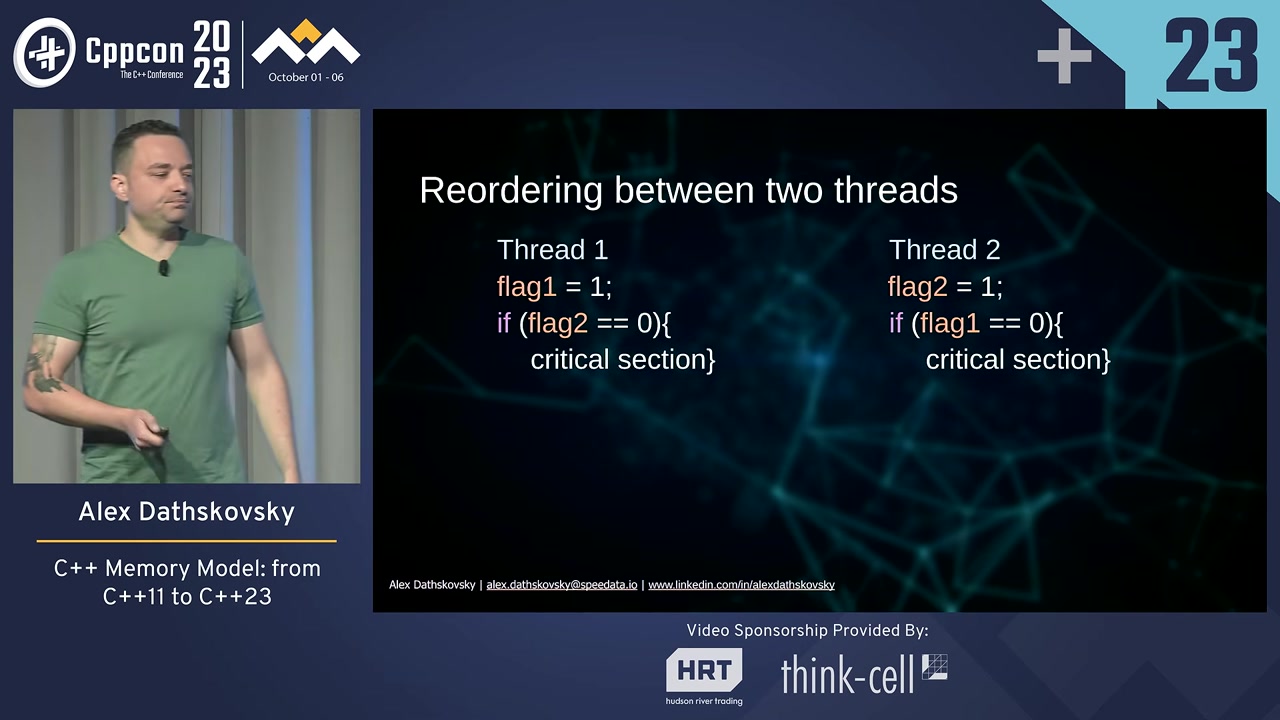 Cppcon
The C++ Conference
20
23
October 01 - 06
23
Reordering between two threads
Thread 1
flag1 = 1;
if (flag2 == 0){
critical section}
Thread 2
flag2 = 1;
if (flag1 == 0){
critical section}
Alex Dathskovsky | alex.dathskovsky@speedata.io | www.linkedin.com/in/alexdathskovsky
Alex Dathskovsky
C++ Memory Model: from
C++11 to C++23
Video Sponsorship Provided By:
HRT
hudson river trading
think-cell